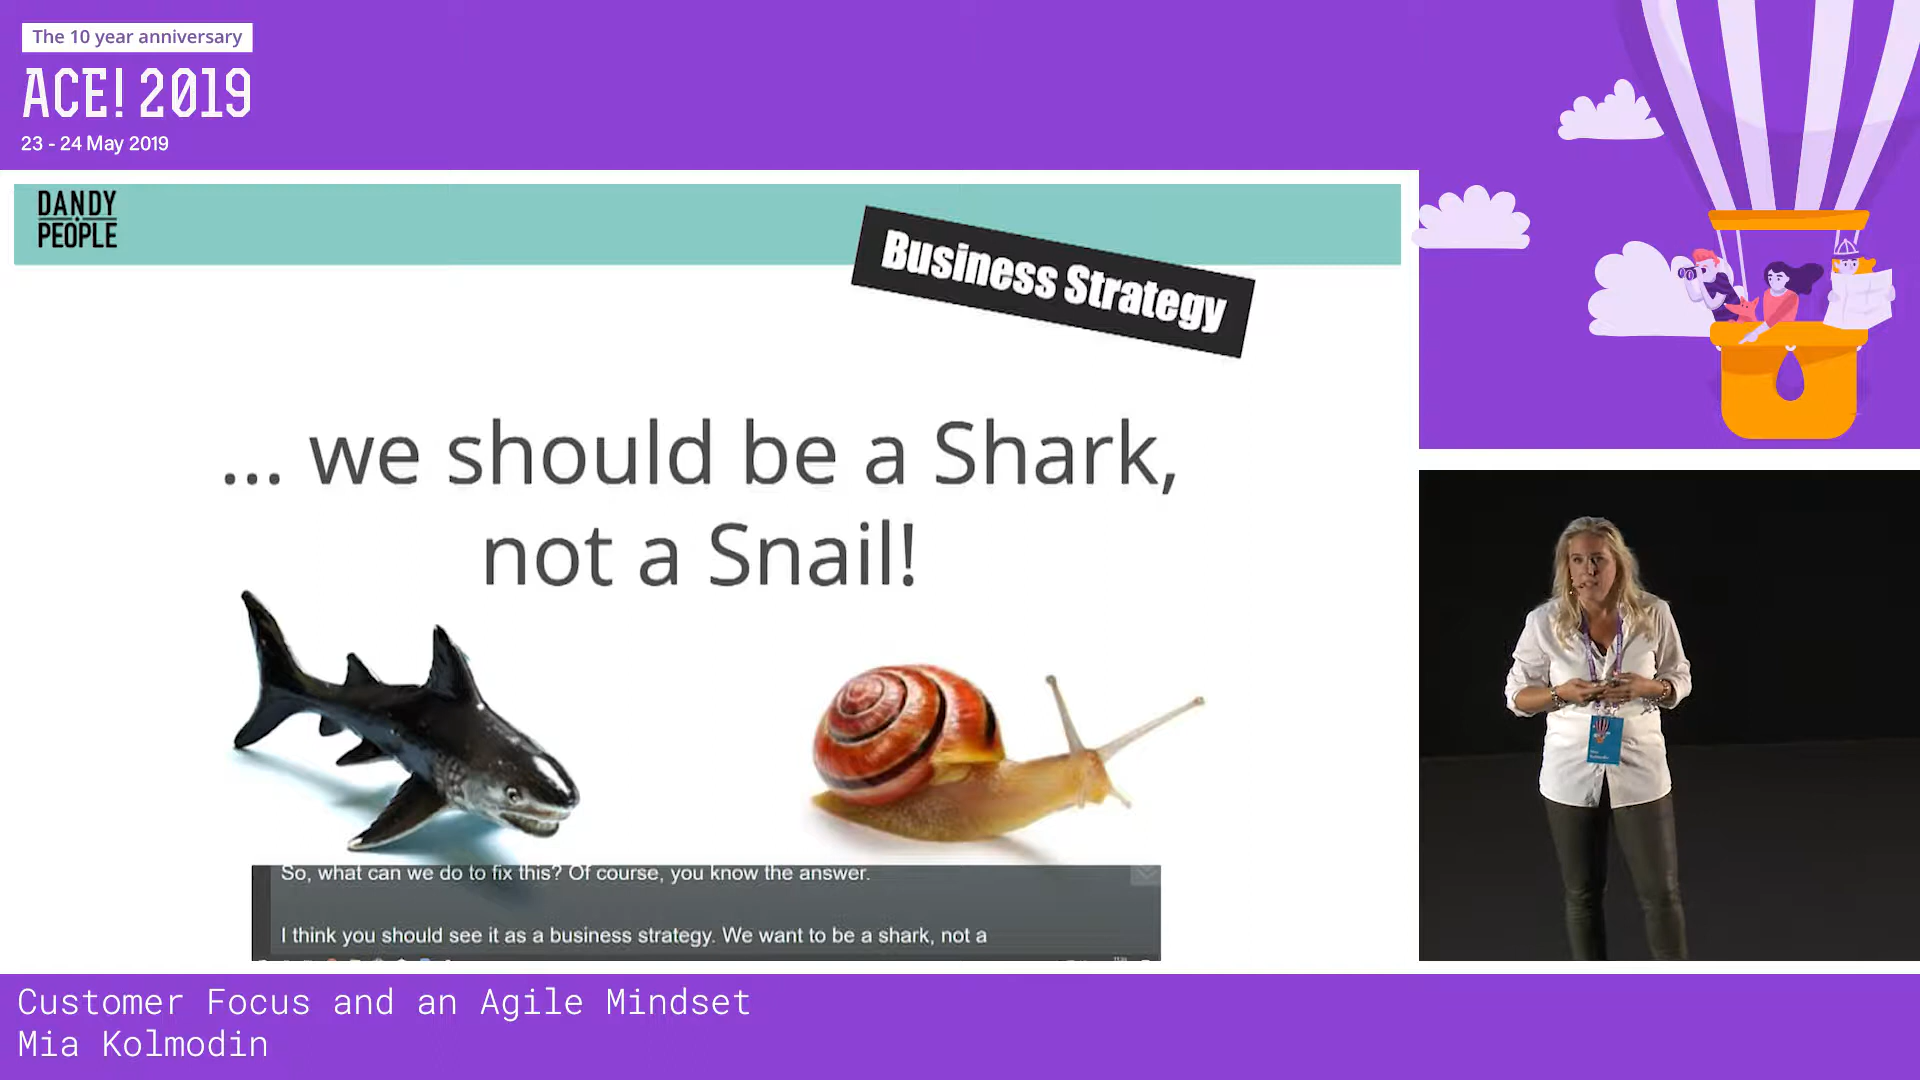 The 10 year anniversary
ACE! 2019
23 - 24 May 2019
DANDY
PEOPLE
Business Strategy
... we should be a Shark,
not a Snail!
So, what can we do to fix this? Of course, you know the answer.
I think you should see it as a business strategy. We want to be a shark, not a
Customer Focus and an Agile Mindset
Mia Kolmodin